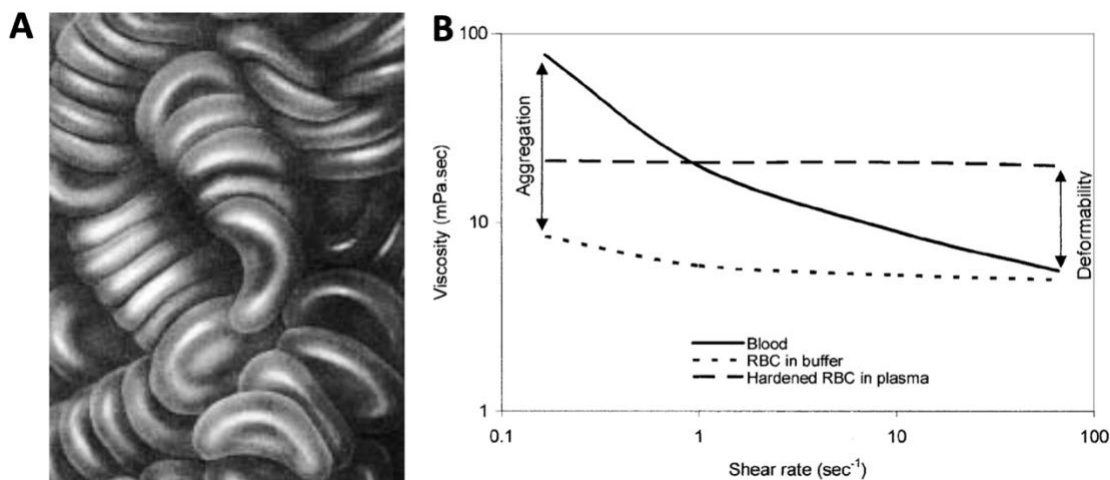 A
B
100
10
1
0.1
1
10
100
Viscosity (mPa.sec)
Aggregation
Deformability
Blood
RBC in buffer
Hardened RBC in plasma
Shear rate (sec⁻¹)